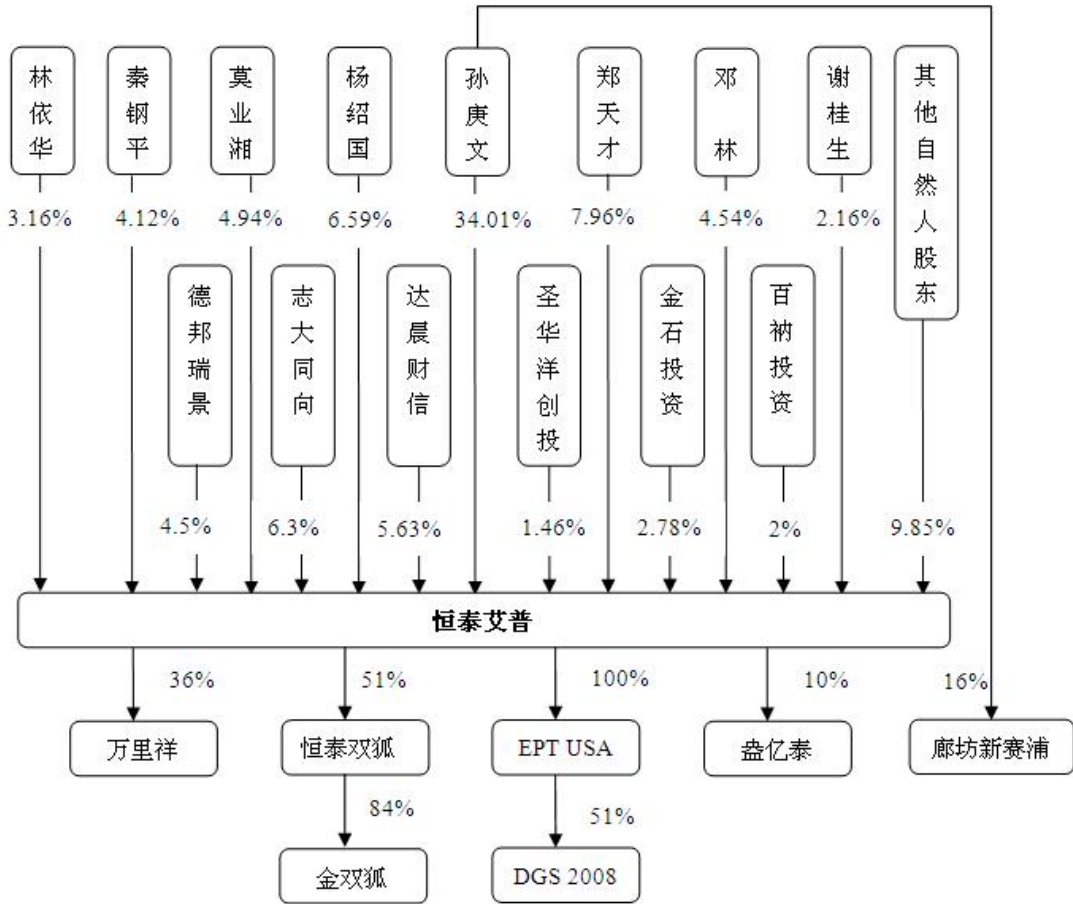 林依华
秦钢平
莫业湘
杨绍国
孙庚文
郑天才
邓林
谢桂生
其他自然人股东
3.16%
4.12%
4.94%
6.59%
34.01%
7.96%
4.54%
2.16%
德邦瑞景
志大同向
达晨财信
圣华洋创投
金石投资
百衲投资
4.5%
6.3%
5.63%
1.46%
2.78%
2%
9.85%
恒泰艾普
36%
51%
100%
10%
16%
万里祥
恒泰双狐
EPT USA
盎亿泰
廊坊新赛浦
84%
51%
金双狐
DGS 2008